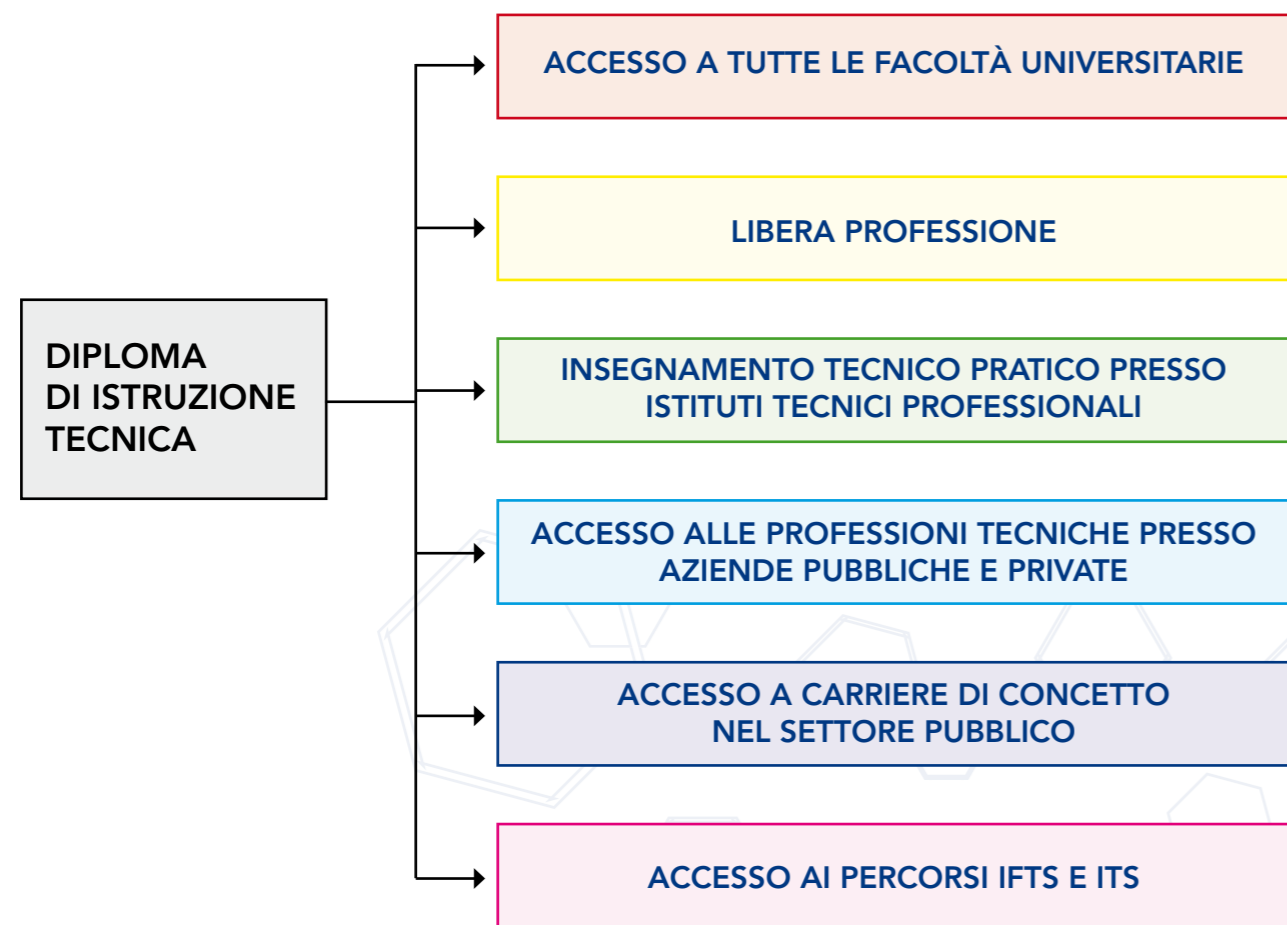 ACCESSO A TUTTE LE FACOLTÀ UNIVERSITARIE
LIBERA PROFESSIONE
DIPLOMA
DI ISTRUZIONE
TECNICA
INSEGNAMENTO TECNICO PRATICO PRESSO
ISTITUTI TECNICI PROFESSIONALI
ACCESSO ALLE PROFESSIONI TECNICHE PRESSO
AZIENDE PUBBLICHE E PRIVATE
ACCESSO A CARRIERE DI CONCETTO
NEL SETTORE PUBBLICO
ACCESSO AI PERCORSI IFTS E ITS